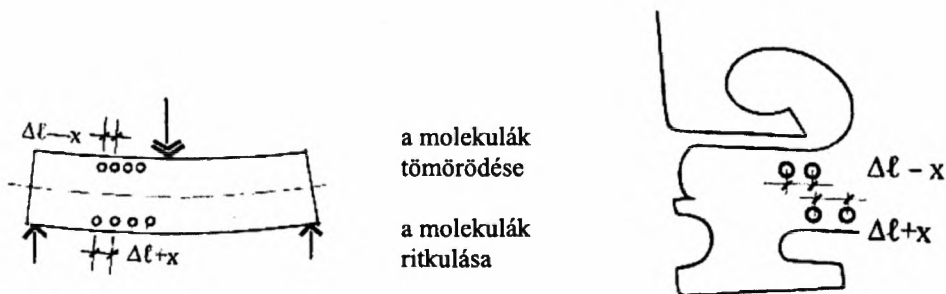 Δℓ—x
a molekulák
tömörödése
a molekulák
ritkulása
Δℓ+x
Δℓ - x
Δℓ+x